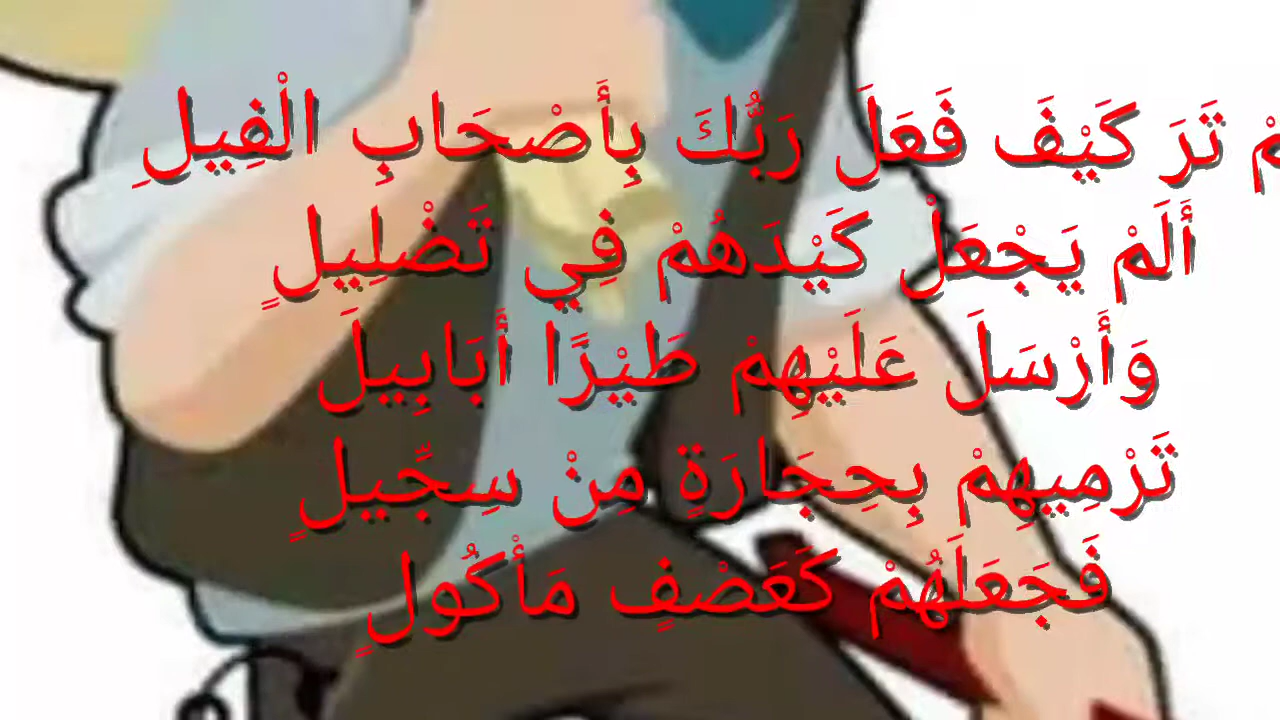 تَرَ كَيْفَ فَعَلَ رَبُّكَ بِأَصْحَابِ الْفِيلِ
أَلَمْ يَجْعَلْ كَيْدَهُمْ فِي تَضْلِيلٍ
وَأَرْسَلَ عَلَيْهِمْ طَيْرًا أَبَابِيلَ
تَرْمِيهِمْ بِحِجَارَةٍ مِنْ سِجِّيلٍ
فَجَعَلَهُمْ كَعَصْفٍ مَأْكُولٍ